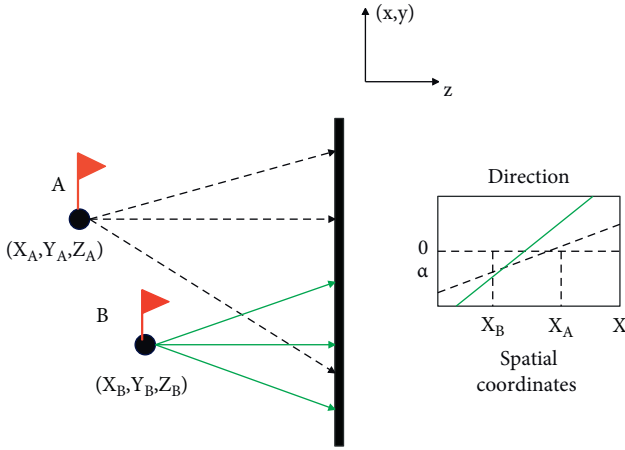 (x,y)
z
A
(X_A,Y_A,Z_A)
B
(X_B,Y_B,Z_B)
Direction
0
α
X_B X_A X
Spatial
coordinates